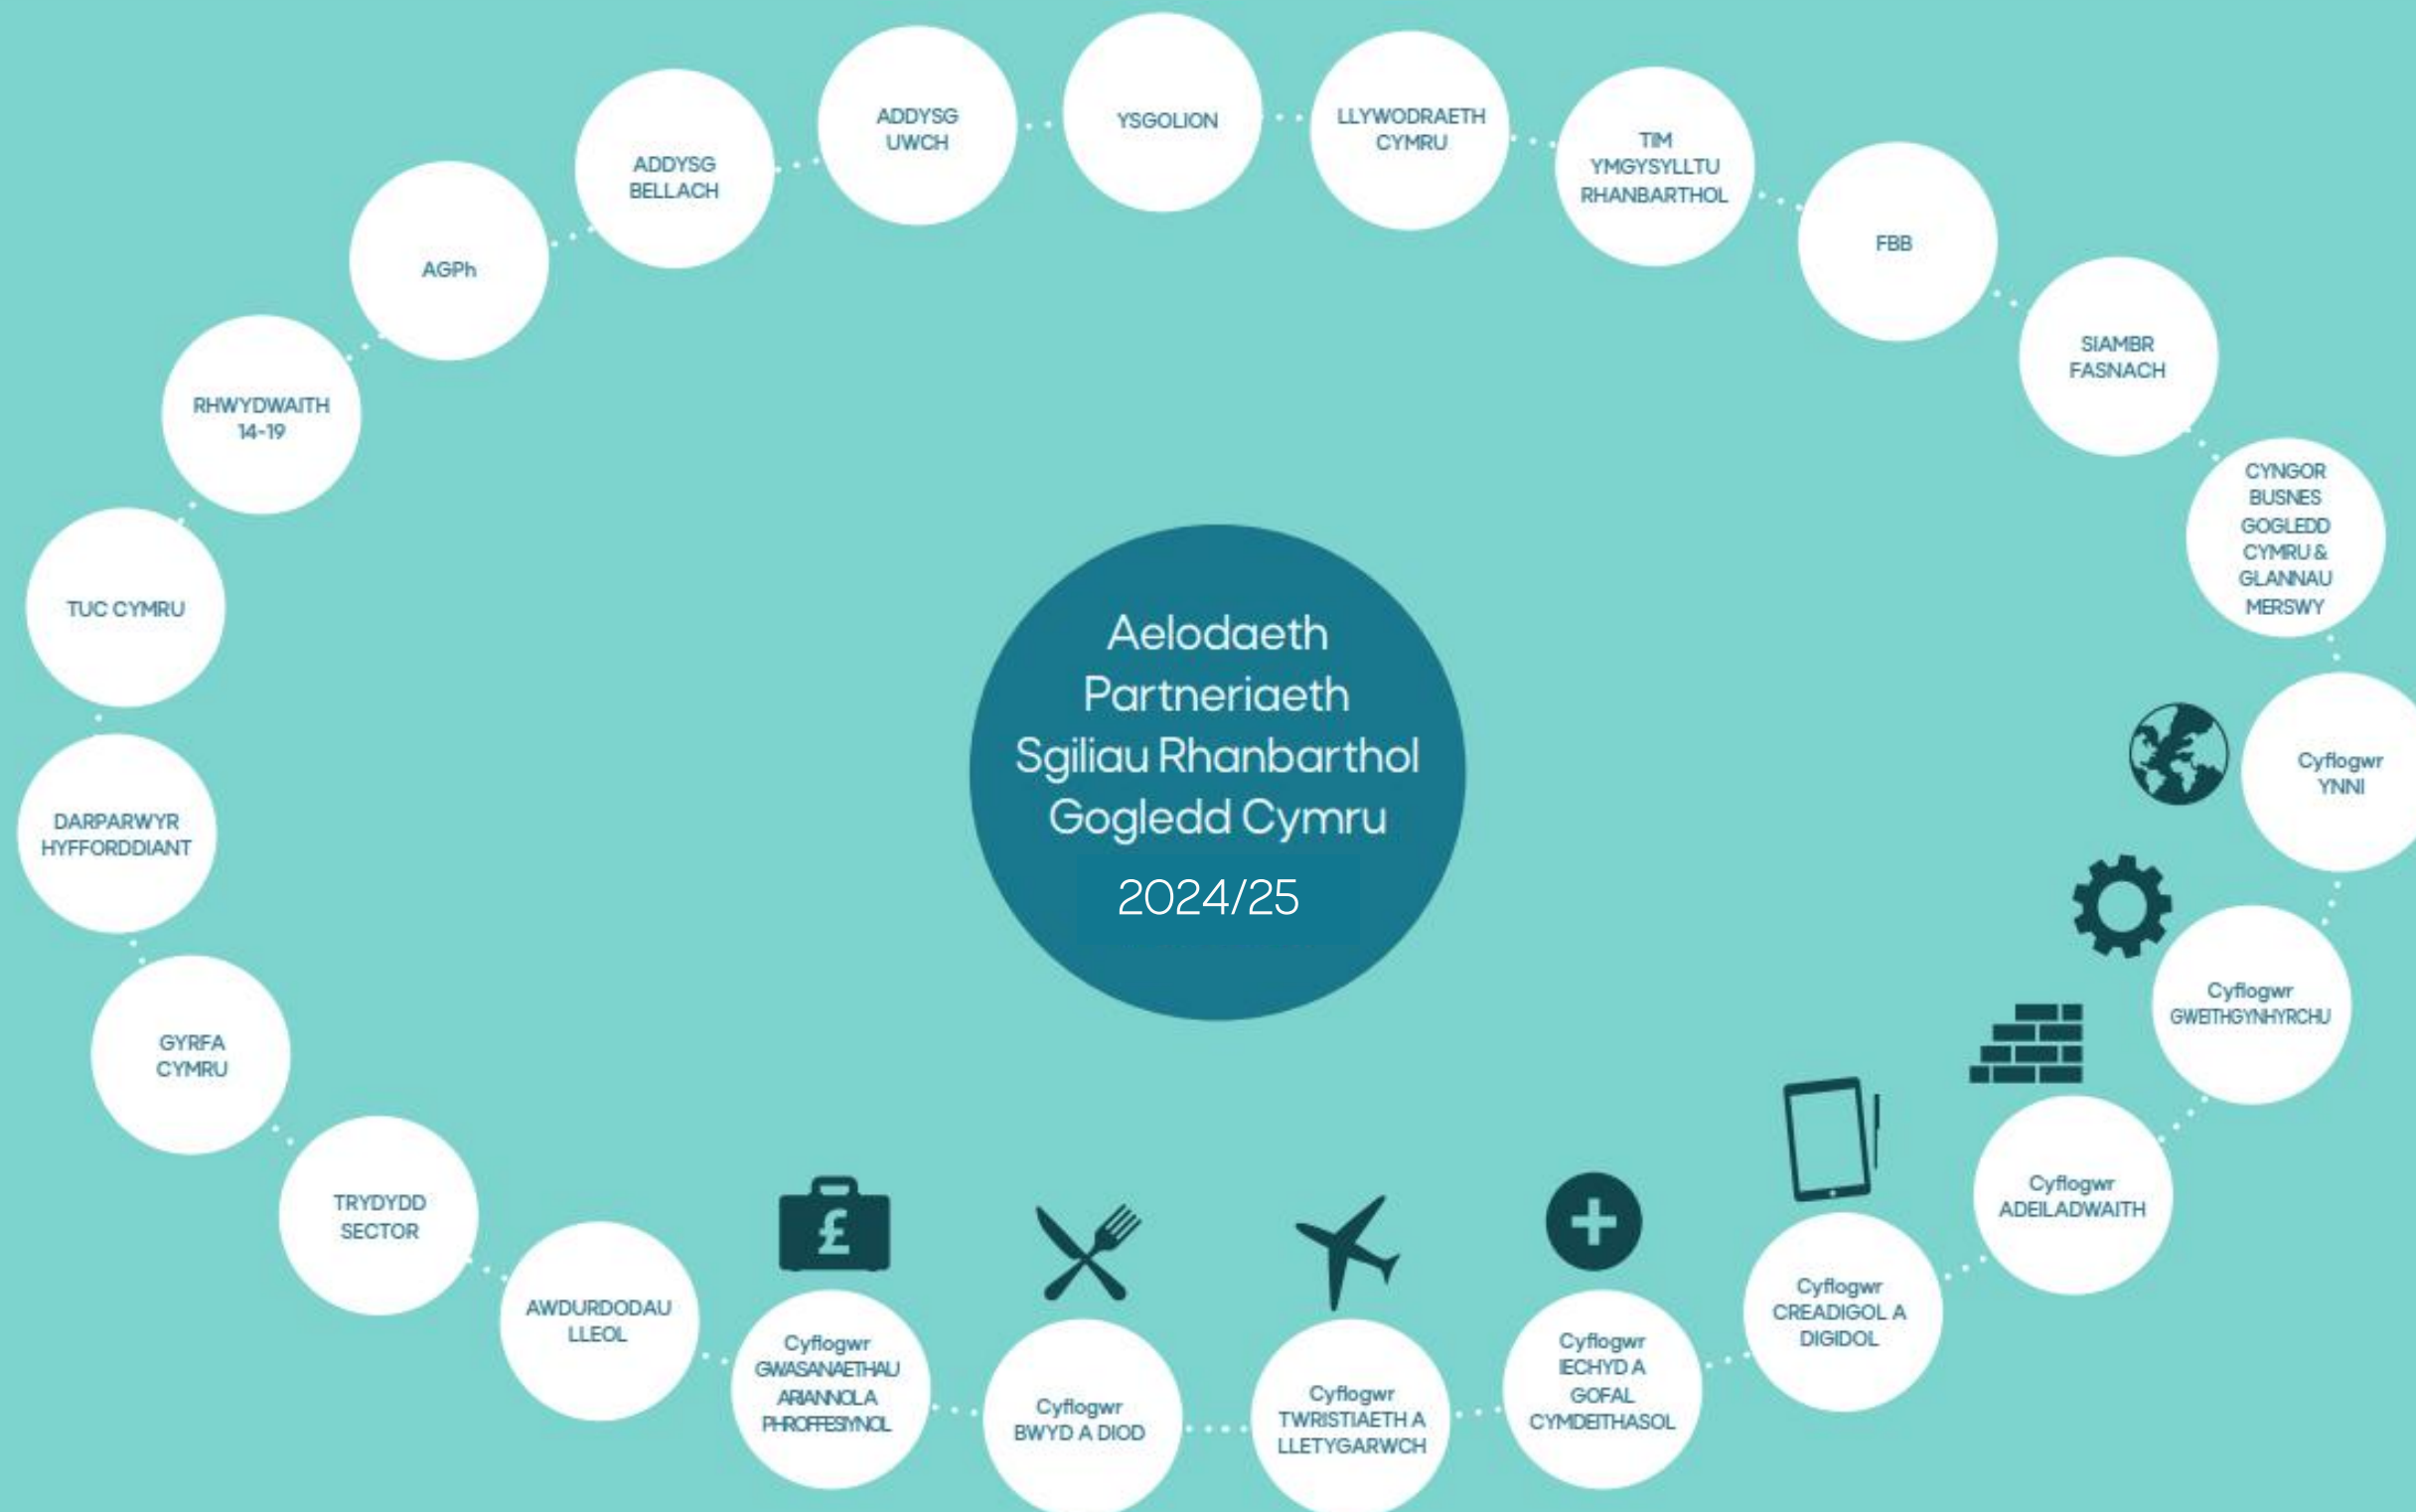 Aelodaeth
Partneriaeth
Sgiliau Rhanbarthol
Gogledd Cymru
2024/25
YSGOLION
LLYWODRAETH
CYMRU
TIM
YMGYSYLLTU
RHANBARTHOL
FBB
SIAMBR
FASNACH
CYNGOR
BUSNES
GOGLEDD
CYMRU &
GLANNAU
MERSWY
Cyflogwr
YNNI
Cyflogwr
GWEITHGYNHYRCHU
Cyflogwr
ADEILADWAITH
Cyflogwr
CREADIGOL A
DIGIDOL
Cyflogwr
IECHYD A
GOFAL
CYMDEITHASOL
Cyflogwr
TWRISTIAETH A
LLETYGARWCH
Cyflogwr
BWYD A DIOD
£
Cyflogwr
GWASANAETHAU
ARIANNOL A
PHROFFESIYNOL
AWDURDODAU
LLEOL
TRYDYDD
SECTOR
GYRFA
CYMRU
DARPARWYR
HYFFORDDIANT
TUC CYMRU
RHWYDWAITH
14-19
AGPh
ADDYSG
BELLACH
ADDYSG
UWCH